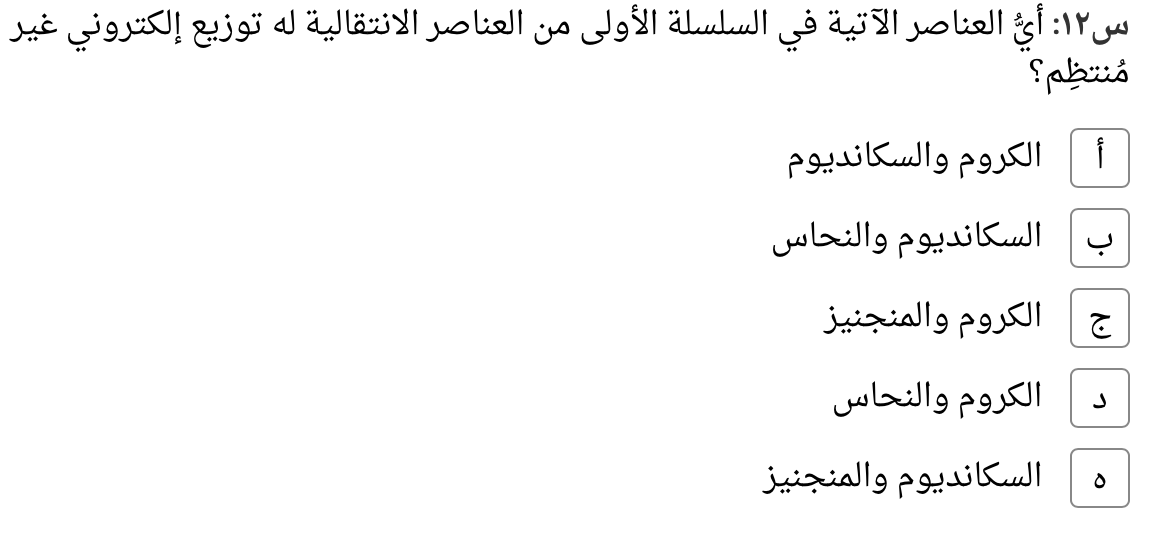 س١٢: أيُّ العناصر الآتية في السلسلة الأولى من العناصر الانتقالية له توزيع إلكتروني غير
مُنتظِم؟
أ الكروم والسكانديوم
ب السكانديوم والنحاس
ج الكروم والمنجنيز
د الكروم والنحاس
ه السكانديوم والمنجنيز